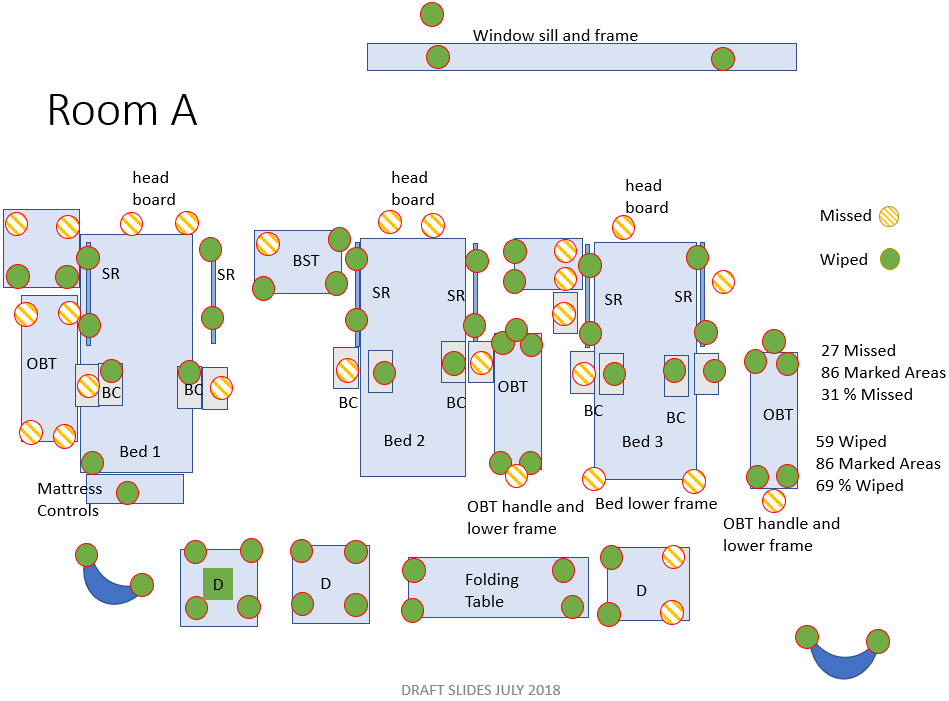 Window sill and frame
Room A
head
board
head
board
head
board
Missed
Wiped
SR
SR
BST
SR
SR
SR
SR
OBT
BC
BC
BC
BC
OBT
BC
BC
OBT
27 Missed
86 Marked Areas
31 % Missed
Bed 1
Bed 2
Bed 3
59 Wiped
86 Marked Areas
69 % Wiped
Mattress
Controls
OBT handle and
lower frame
Bed lower frame
OBT handle and
lower frame
D
D
Folding
Table
D
DRAFT SLIDES JULY 2018